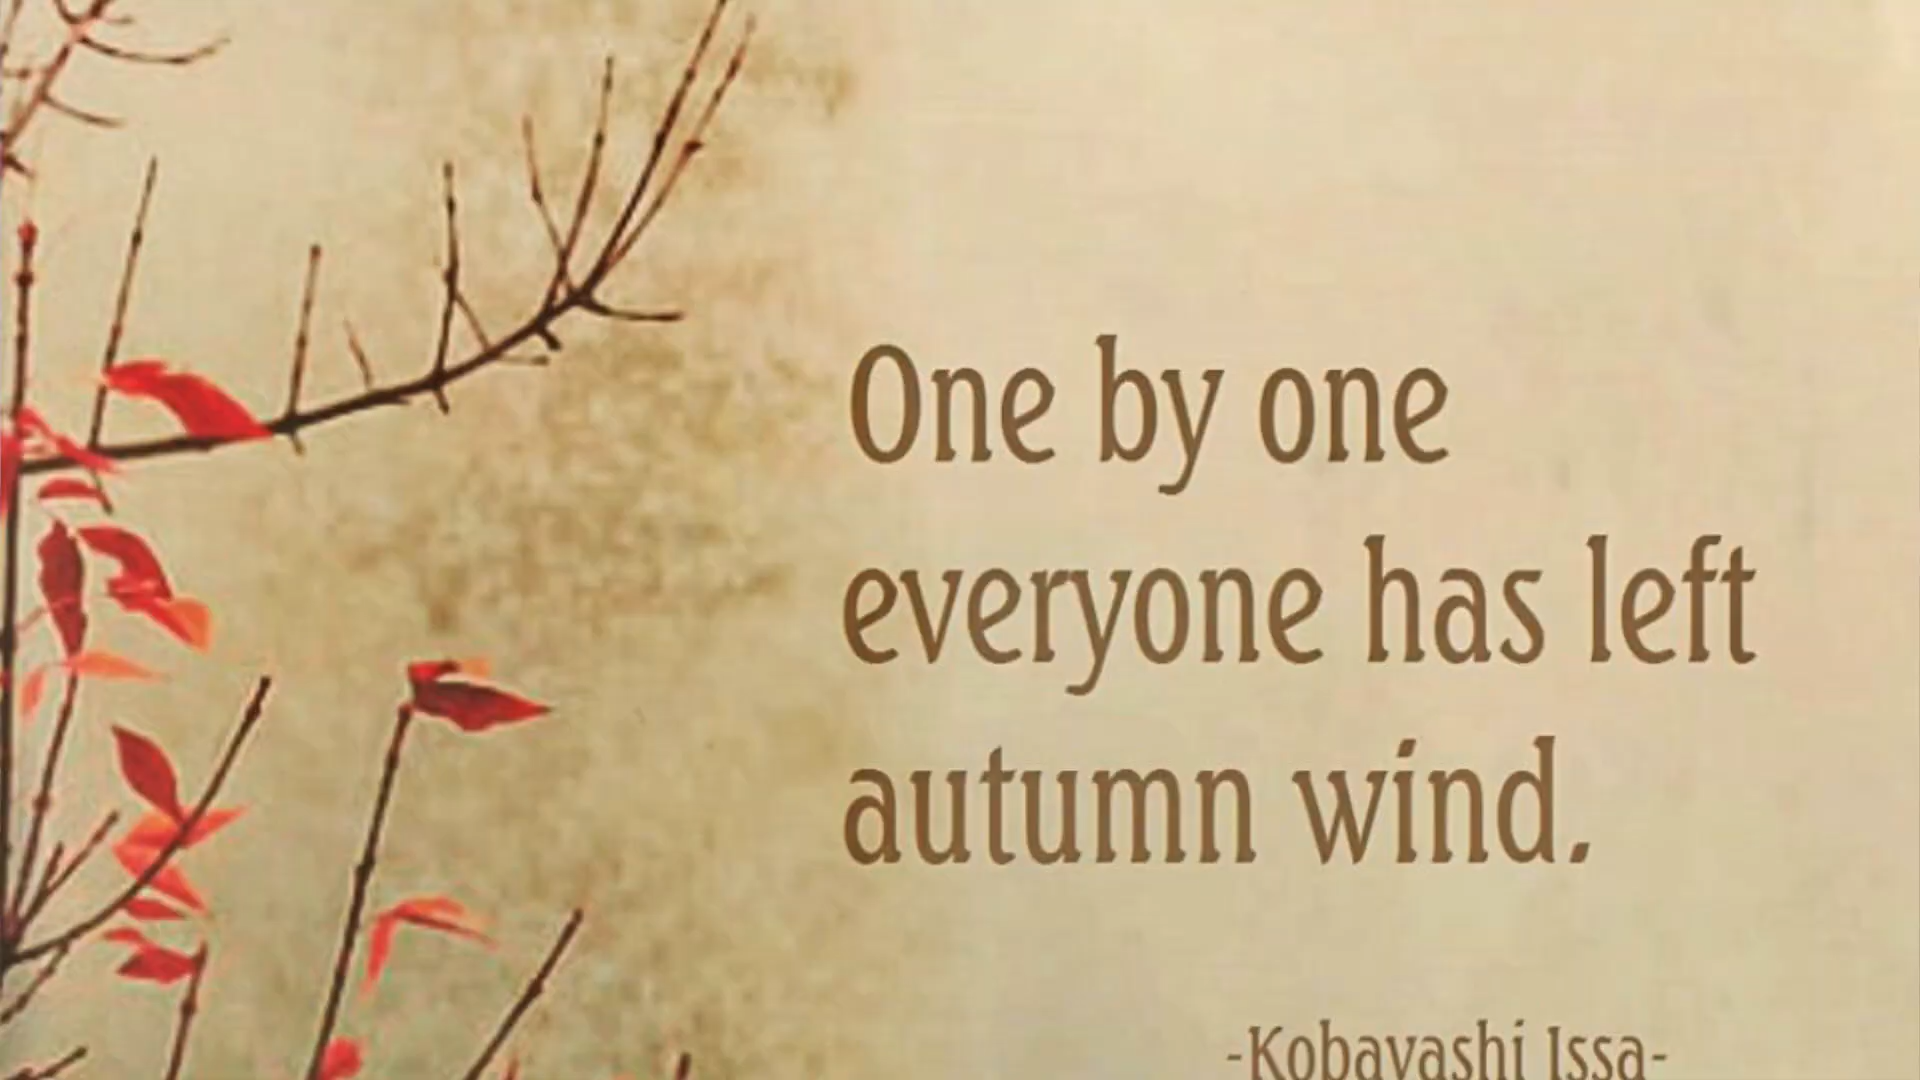 One by one
everyone has left
autumn wind.
-Kobayashi Issa-